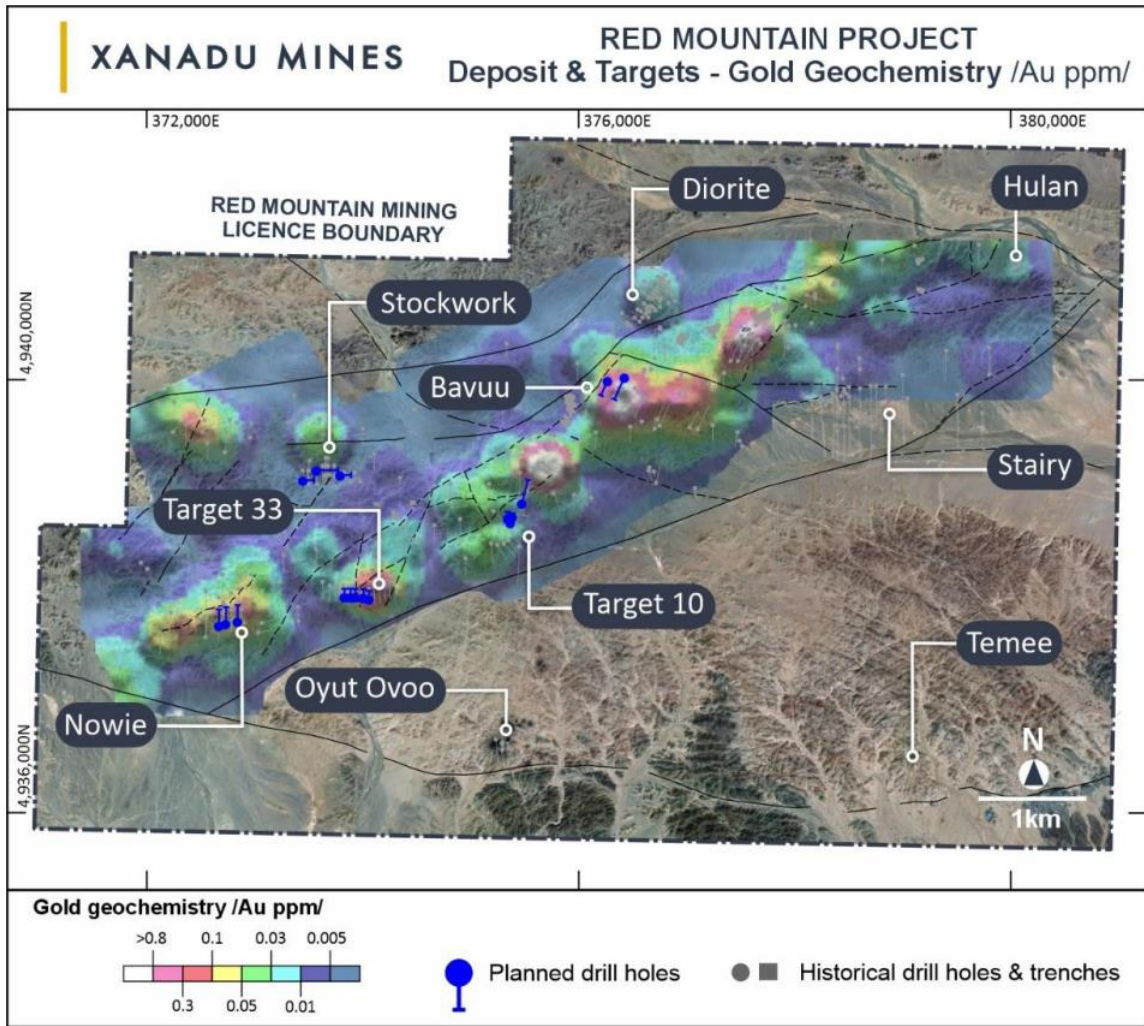 XANADU MINES
RED MOUNTAIN PROJECT
Deposit & Targets - Gold Geochemistry /Au ppm/
372,000E
376,000E
380,000E
Diorite
Hulan
RED MOUNTAIN MINING
LICENCE BOUNDARY
Stockwork
4,940,000N
Bavuu
Stairy
Target 33
Target 10
Temee
Oyut Ovoo
Nowie
N
4,936,000N
1km
Gold geochemistry /Au ppm/
>0.8 0.1 0.03 0.005
0.3 0.05 0.01
Planned drill holes
Historical drill holes & trenches